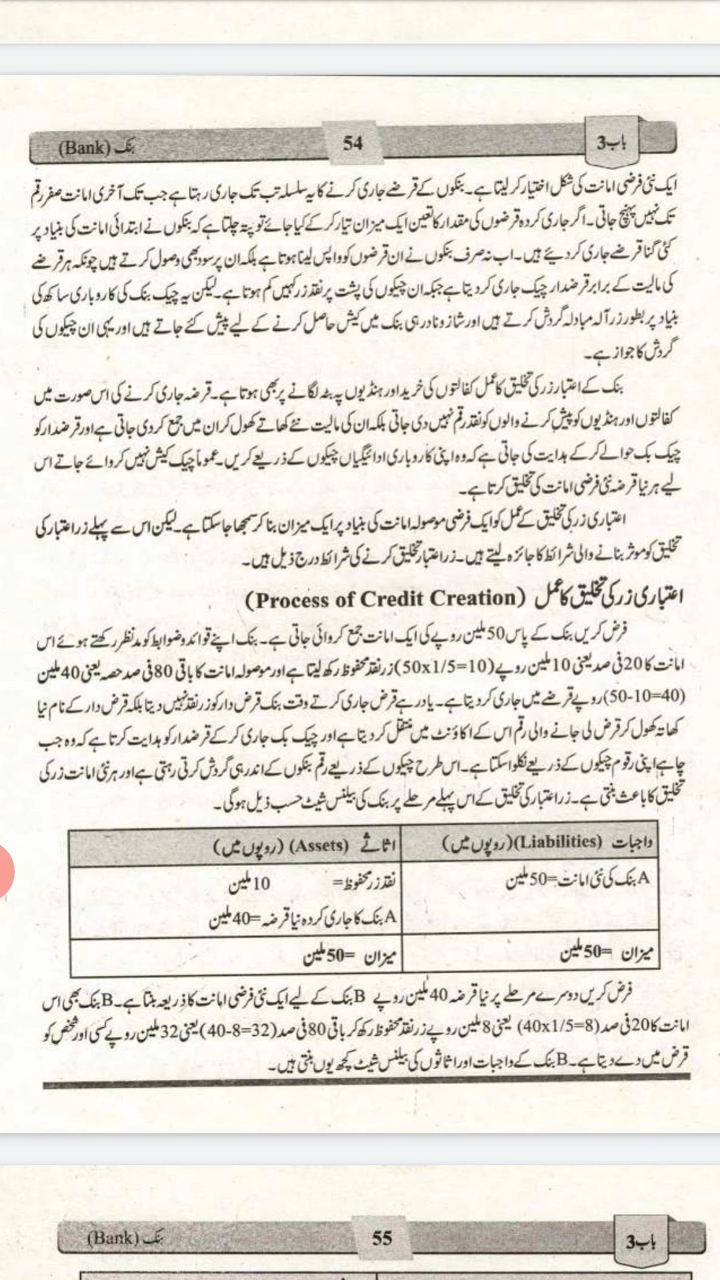 باب 3 54 بنک (Bank)
ایک نئی فرضی امانت کی شکل اختیار کر لیتا ہے۔ بنکوں کے قرضے جاری کرنے کا یہ سلسلہ تب تک جاری رہتا ہے جب تک آخری امانت صفر رقم
تک نہیں پہنچ جاتی۔ اگر جاری کردہ قرضوں کی مقدار کا تعین ایک میزان تیار کر کے کیا جائے تو پتہ چلتا ہے کہ بنکوں نے ابتدائی امانت کی بنیاد پر
کئی گنا قرضے جاری کر دیئے ہیں۔ اب نہ صرف بنکوں نے ان قرضوں کو واپس لینا ہوتا ہے بلکہ ان پر سود بھی وصول کرتے ہیں چونکہ ہر قرضے
کی مالیت کے برابر قرضدار چیک جاری کر دیتا ہے جبکہ ان چیکوں کی پشت پر نقد زر کہیں کم ہوتا ہے۔ لیکن یہ چیک بنک کی کاروباری ساکھ کی
بنیاد پر بطور زر آلہ مبادلہ گردش کرتے ہیں اور شاز و نادر ہی بنک میں کیش حاصل کرنے کے لیے پیش کئے جاتے ہیں اور یہی ان چیکوں کی
گردش کا جواز ہے۔
بنک کے اعتبار زر کی تخلیق کا عمل کفالتوں کی خرید اور ہنڈیوں پہ بٹہ لگانے پر بھی ہوتا ہے۔ قرضہ جاری کرنے کی اس صورت میں
کفالتوں اور ہنڈیوں کو پیش کرنے والوں کو نقد رقم نہیں دی جاتی بلکہ ان کی مالیت نئے کھاتے کھول کر ان میں جمع کر دی جاتی ہے اور قرضدار کو
چیک بک حوالے کر کے ہدایت کی جاتی ہے کہ وہ اپنی کاروباری ادائیگیاں چیکوں کے ذریعے کریں۔ عموماً چیک کیش نہیں کروائے جاتے اس
لیے ہر نیا قرضہ نئی فرضی امانت کی تخلیق کرتا ہے۔
اعتباری زر کی تخلیق کے عمل کو ایک فرضی موصولہ امانت کی بنیاد پر ایک میزان بنا کر سمجھا جا سکتا ہے۔ لیکن اس سے پہلے زر اعتبار کی
تخلیق کو موثر بنانے والی شرائط کا جائزہ لیتے ہیں۔ زر اعتبار تخلیق کرنے کی شرائط درج ذیل ہیں۔
اعتباری زر کی تخلیق کا عمل (Process of Credit Creation)
فرض کریں بنک کے پاس 50 ملین روپے کی ایک امانت جمع کروائی جاتی ہے۔ بنک اپنے قوائد و ضوابط کو مدنظر رکھتے ہوئے اس
امانت کا 20 فی صد یعنی 10 ملین روپے (50x1/5=10) زر نقد محفوظ رکھ لیتا ہے اور موصولہ امانت کا باقی 80 فی صد حصہ یعنی 40 ملین
(50-10=40) روپے قرضے میں جاری کر دیتا ہے۔ یاد رہے قرض جاری کرتے وقت بنک قرض دار کو زر نقد نہیں دیتا بلکہ قرض دار کے نام نیا
کھاتہ کھول کر قرض لی جانے والی رقم اس کے اکاؤنٹ میں منتقل کر دیتا ہے اور چیک بک جاری کر کے قرضدار کو ہدایت کرتا ہے کہ وہ جب
چاہے اپنی رقوم چیکوں کے ذریعے نکلوا سکتا ہے۔ اس طرح چیکوں کے ذریعے رقم بنکوں کے اندر ہی گردش کرتی رہتی ہے اور ہر نئی امانت زر کی
تخلیق کا باعث بنتی ہے۔ زر اعتبار کی تخلیق کے اس پہلے مرحلے پر بنک کی بیلنس شیٹ حسب ذیل ہوگی۔
واجبات (Liabilities) (روپوں میں) اثاثے (Assets) (روپوں میں)
A بنک کی نئی امانت=50 ملین نقد زر محفوظ= 10 ملین
A بنک کا جاری کردہ نیا قرضہ=40 ملین
میزان =50 ملین میزان =50 ملین
فرض کریں دوسرے مرحلے پر نیا قرضہ 40 ملین روپے B بنک کے لیے ایک نئی فرضی امانت کا ذریعہ بنتا ہے۔ B بنک بھی اس
امانت کا 20 فی صد (40x1/5=8) یعنی 8 ملین روپے زر نقد محفوظ رکھ کر باقی 80 فی صد (40-8=32) یعنی 32 ملین روپے کسی اور شخص کو
قرض میں دے دیتا ہے۔ B بنک کے واجبات اور اثاثوں کی بیلنس شیٹ کچھ یوں بنتی ہیں۔
باب 3 55 بنک (Bank)